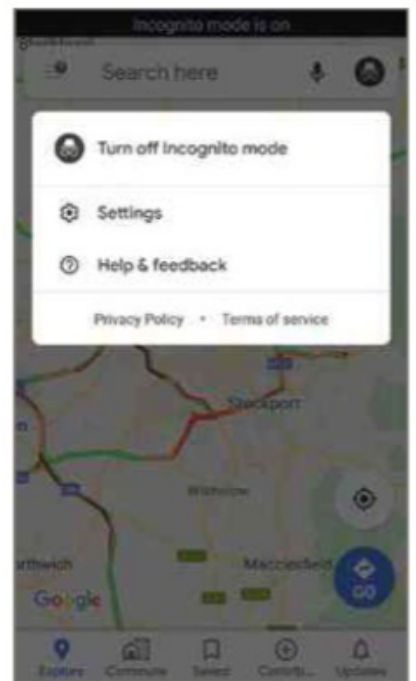 Incognito mode is on
Search here
Turn off Incognito mode
Settings
Help & feedback
Privacy Policy • Terms of service
Stockport
Wilmslow
Macclesfield
Google
GO
Explore
Commute
Saved
Contrib...
Updates